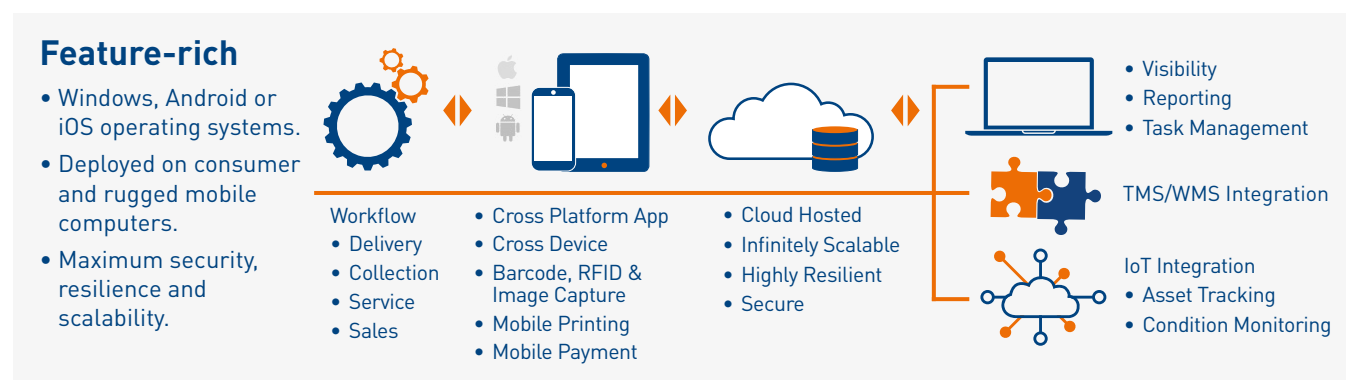 Feature-rich
• Windows, Android or
iOS operating systems.
• Deployed on consumer
and rugged mobile
computers.
• Maximum security,
resilience and
scalability.
Workflow
• Delivery
• Collection
• Service
• Sales
• Cross Platform App
• Cross Device
• Barcode, RFID &
Image Capture
• Mobile Printing
• Mobile Payment
• Cloud Hosted
• Infinitely Scalable
• Highly Resilient
• Secure
• Visibility
• Reporting
• Task Management
TMS/WMS Integration
IoT Integration
• Asset Tracking
• Condition Monitoring